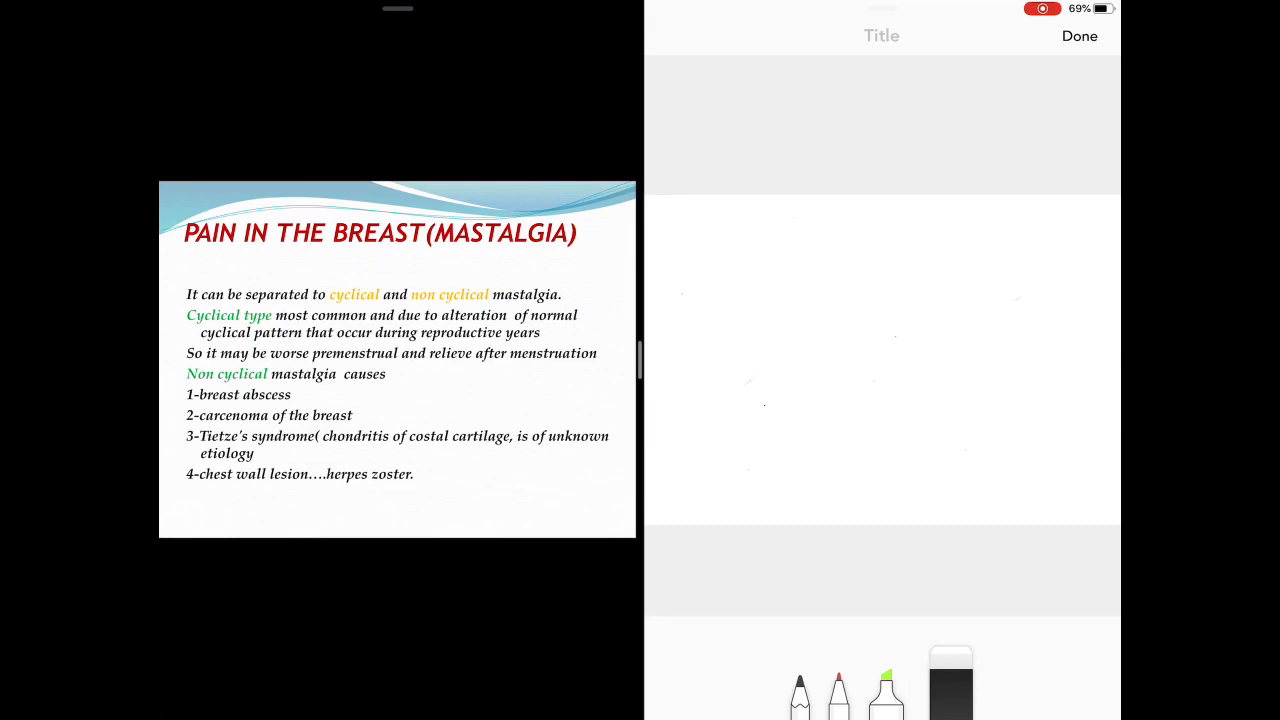 PAIN IN THE BREAST(MASTALGIA)
It can be separated to cyclical and non cyclical mastalgia.
Cyclical type most common and due to alteration of normal
cyclical pattern that occur during reproductive years
So it may be worse premenstrual and relieve after menstruation
Non cyclical mastalgia causes
1-breast abscess
2-carcenoma of the breast
3-Tietze's syndrome( chondritis of costal cartilage, is of unknown
etiology
4-chest wall lesion....herpes zoster.
69%
Title
Done